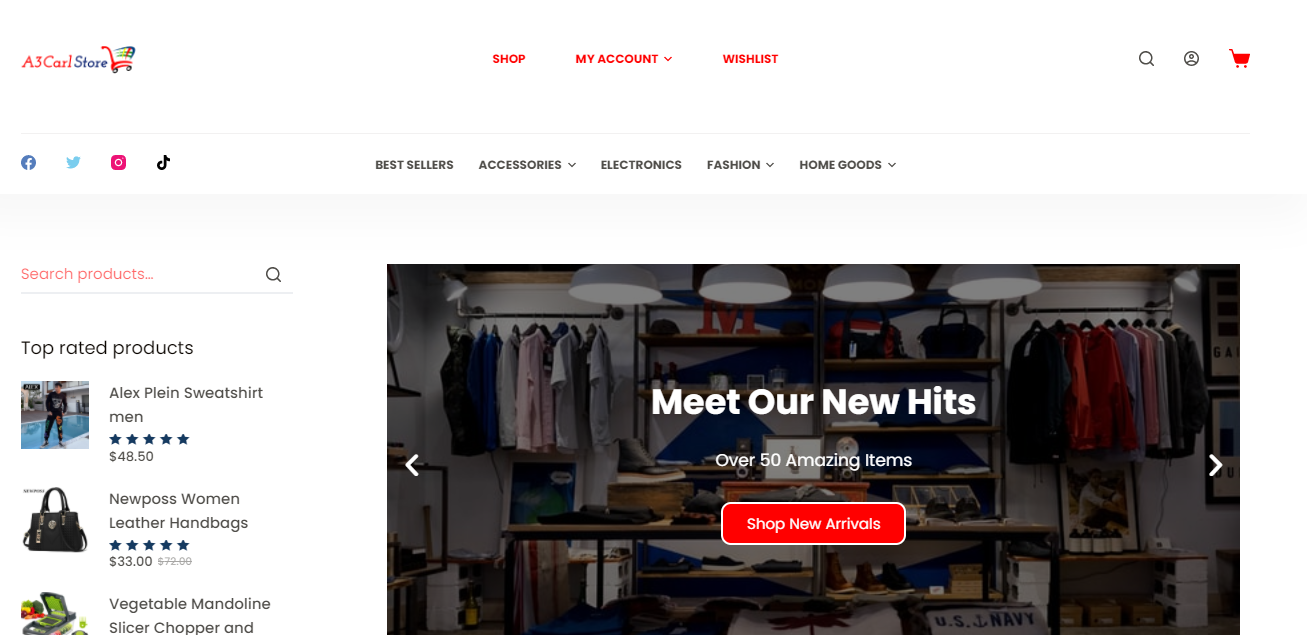 A3Carl Store
SHOP
MY ACCOUNT
WISHLIST
BEST SELLERS
ACCESSORIES
ELECTRONICS
FASHION
HOME GOODS
Search products…
Top rated products
Alex Plein Sweatshirt
men
$48.50
NEWPOSS
Newposs Women
Leather Handbags
$33.00 $72.00
Vegetable Mandoline
Slicer Chopper and
M
Meet Our New Hits
Over 50 Amazing Items
Shop New Arrivals
U.S. NAVY